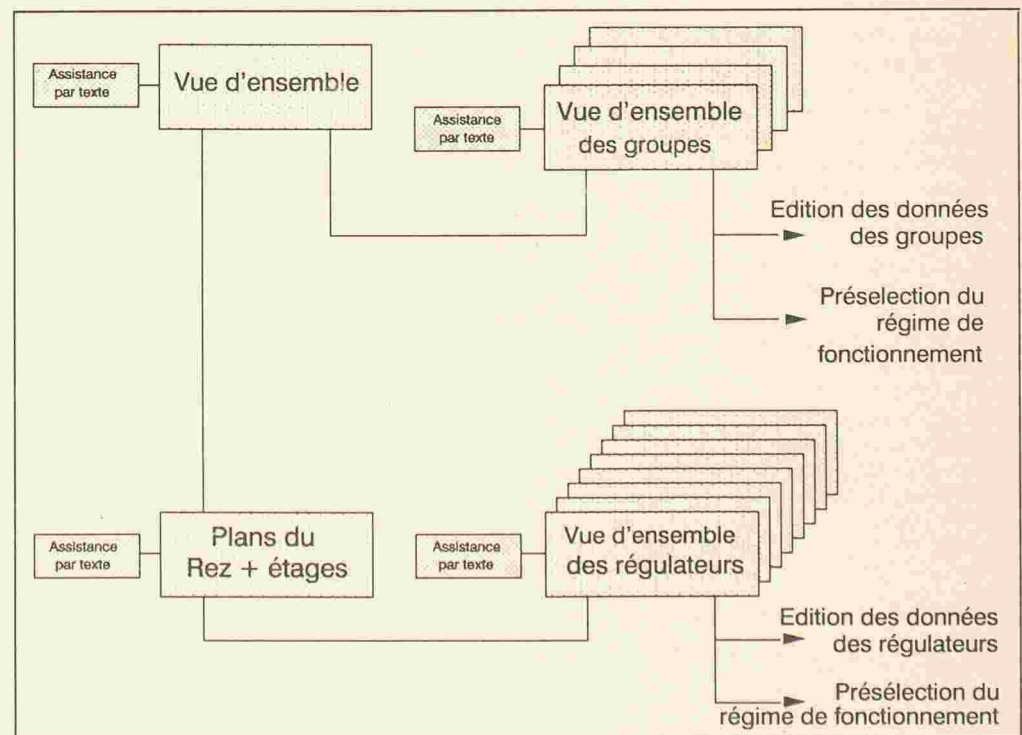 Assistance
par texte
Vue d'ensemble
Assistance
par texte
Vue d'ensemble
des groupes
Edition des données
des groupes
Préselection du
régime de
fonctionnement
Assistance
par texte
Plans du
Rez + étages
Assistance
par texte
Vue d'ensemble
des régulateurs
Edition des données
des régulateurs
Présélection du
régime de fonctionnement